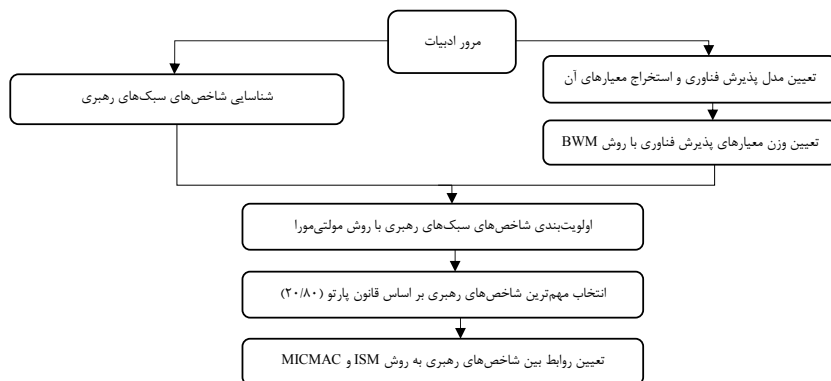 مرور ادبیات
تعیین مدل پذیرش فناوری و استخراج معیارهای آن
شناسایی شاخص‌های سبک‌های رهبری
تعیین وزن معیارهای پذیرش فناوری با روش BWM
اولویت‌بندی شاخص‌های سبک‌های رهبری با روش مولتی‌مورا
انتخاب مهم‌ترین شاخص‌های رهبری بر اساس قانون پارتو (۲۰/۸۰)
تعیین روابط بین شاخص‌های رهبری به روش ISM و MICMAC